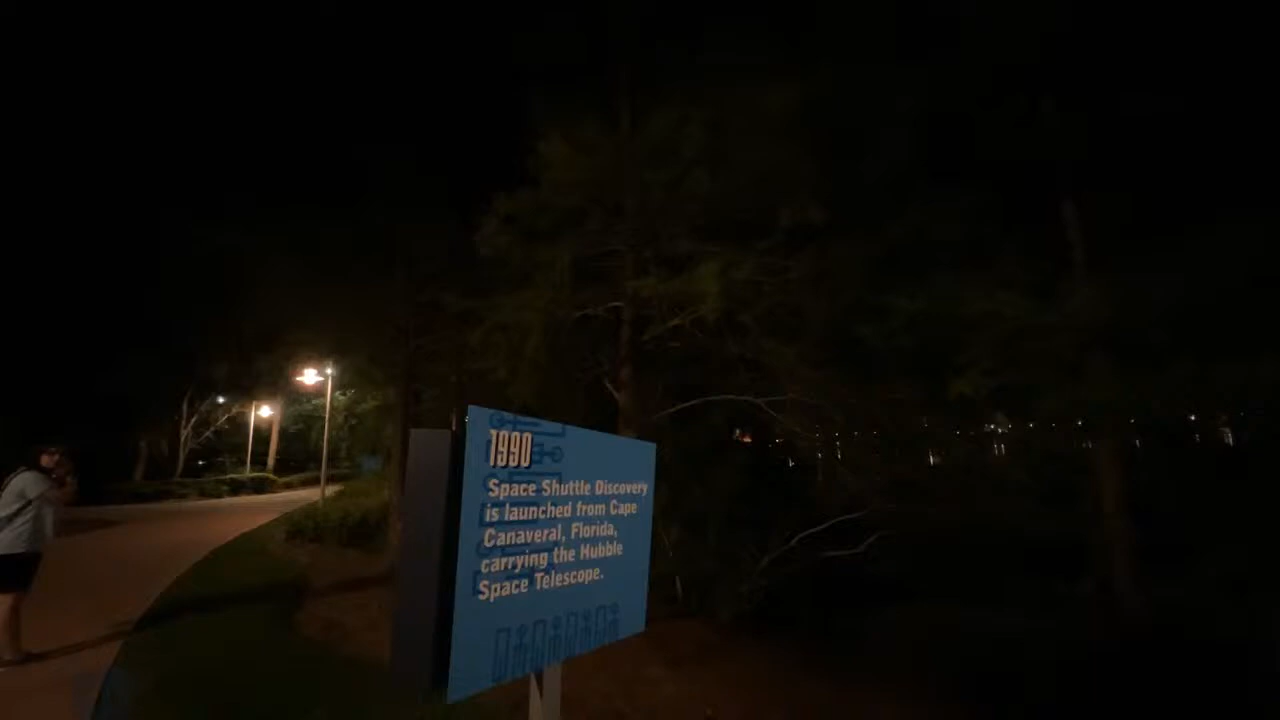 1990
Space Shuttle Discovery
is launched from Cape
Canaveral, Florida,
carrying the Hubble
Space Telescope.